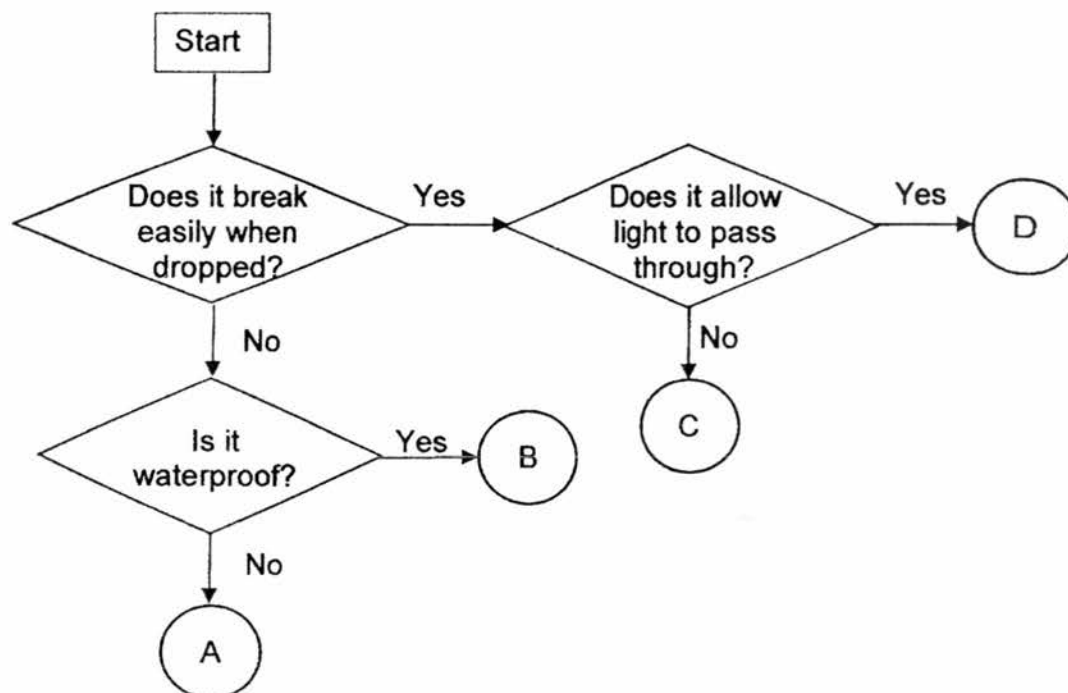 Start
Does it break
easily when
dropped?
Yes
Does it allow
light to pass
through?
Yes
D
No
No
C
Is it
waterproof?
Yes
B
No
A